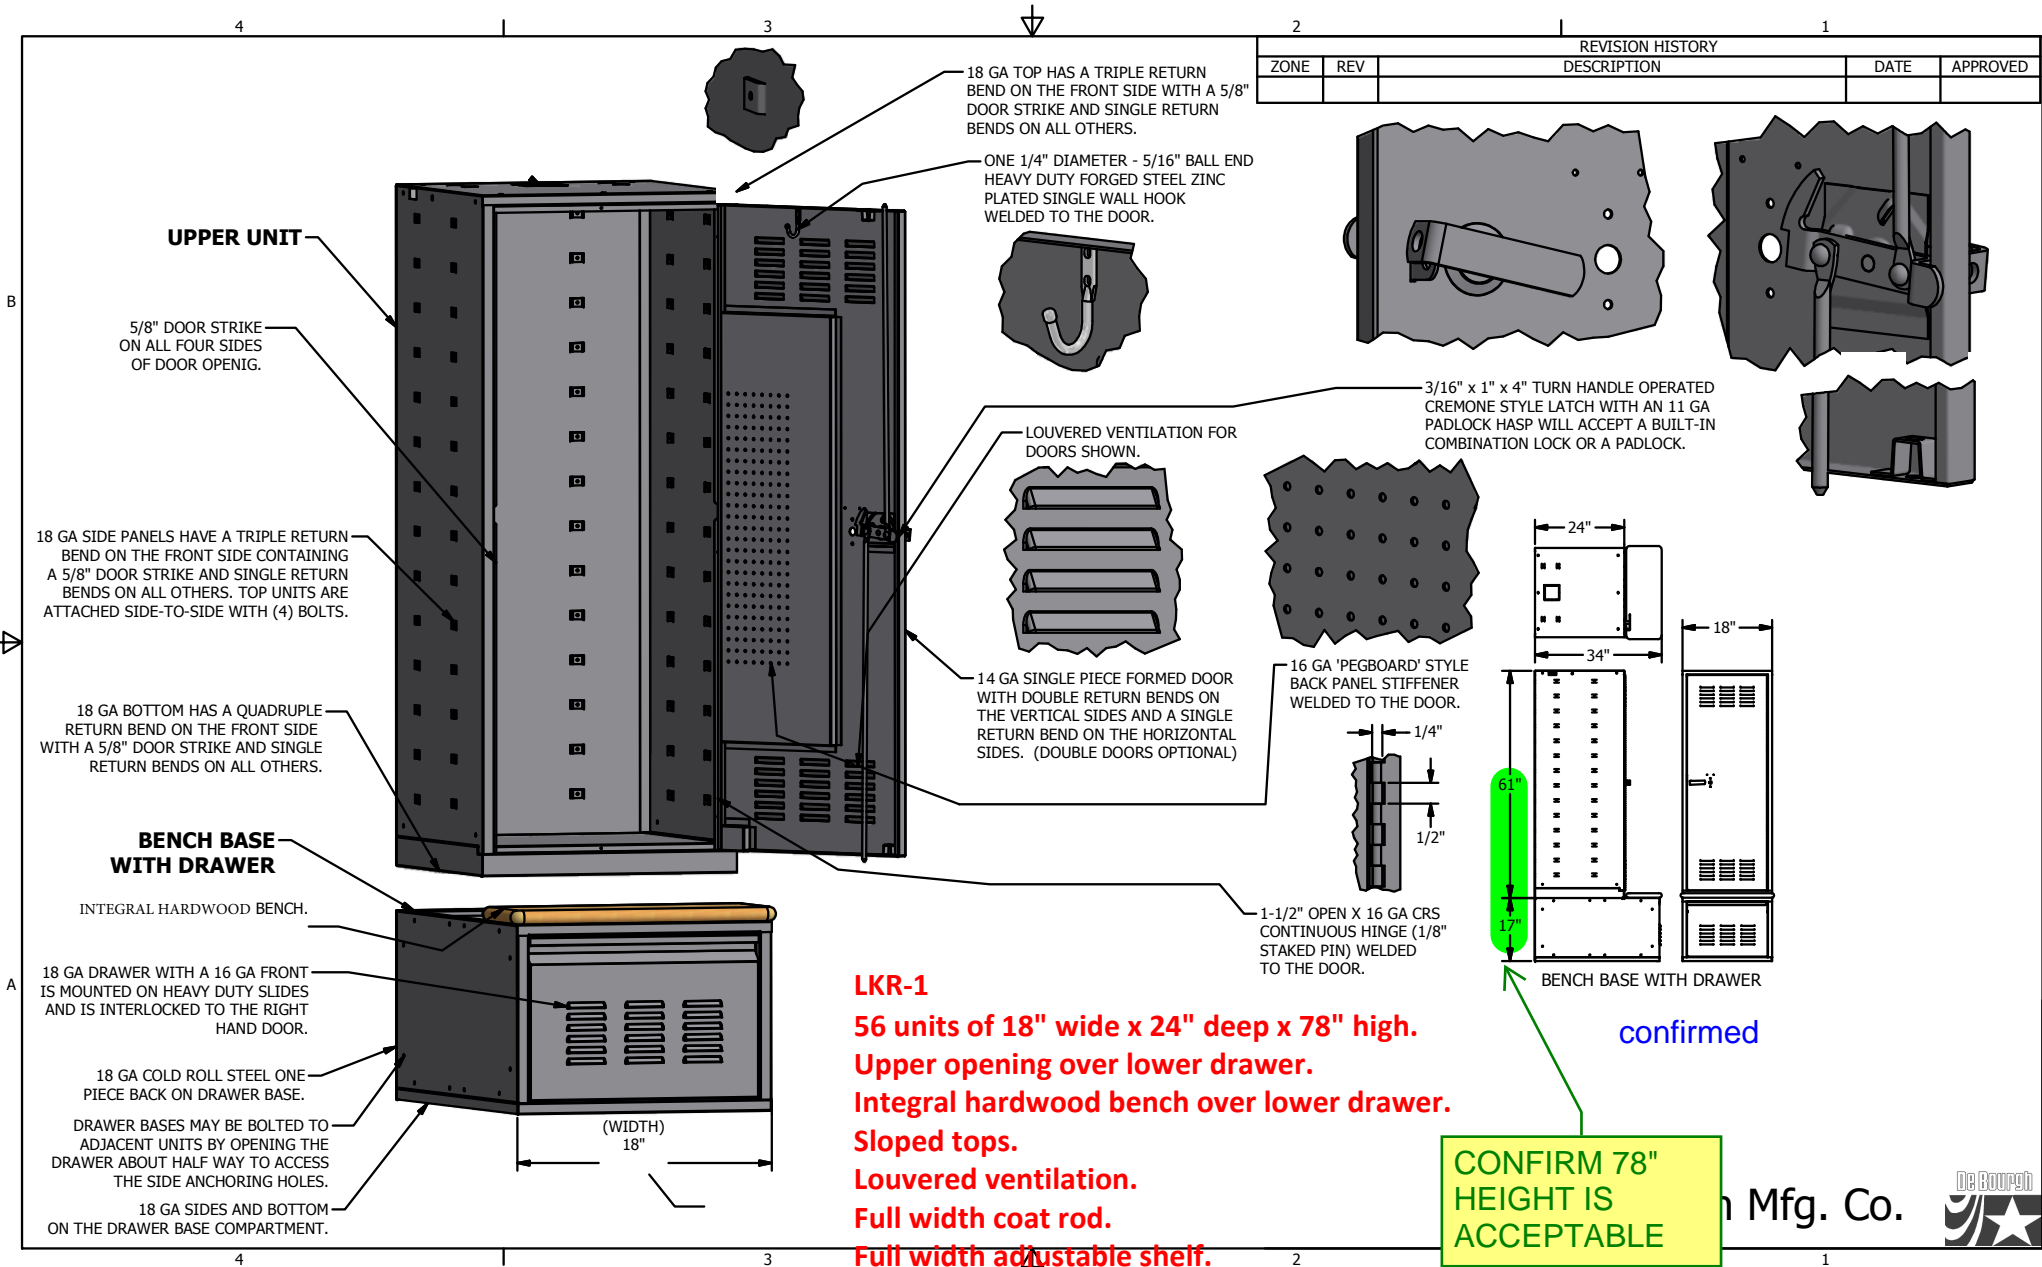 4
3
2
1
REVISION HISTORY
ZONE REV DESCRIPTION DATE APPROVED
18 GA TOP HAS A TRIPLE RETURN
BEND ON THE FRONT SIDE WITH A 5/8"
DOOR STRIKE AND SINGLE RETURN
BENDS ON ALL OTHERS.
ONE 1/4" DIAMETER - 5/16" BALL END
HEAVY DUTY FORGED STEEL ZINC
PLATED SINGLE WALL HOOK
WELDED TO THE DOOR.
UPPER UNIT
B
5/8" DOOR STRIKE
ON ALL FOUR SIDES
OF DOOR OPENIG.
3/16" x 1" x 4" TURN HANDLE OPERATED
CREMONE STYLE LATCH WITH AN 11 GA
PADLOCK HASP WILL ACCEPT A BUILT-IN
COMBINATION LOCK OR A PADLOCK.
LOUVERED VENTILATION FOR
DOORS SHOWN.
18 GA SIDE PANELS HAVE A TRIPLE RETURN
BEND ON THE FRONT SIDE CONTAINING
A 5/8" DOOR STRIKE AND SINGLE RETURN
BENDS ON ALL OTHERS. TOP UNITS ARE
ATTACHED SIDE-TO-SIDE WITH (4) BOLTS.
24"
18"
34"
14 GA SINGLE PIECE FORMED DOOR
WITH DOUBLE RETURN BENDS ON
THE VERTICAL SIDES AND A SINGLE
RETURN BEND ON THE HORIZONTAL
SIDES. (DOUBLE DOORS OPTIONAL)
16 GA 'PEGBOARD' STYLE
BACK PANEL STIFFENER
WELDED TO THE DOOR.
18 GA BOTTOM HAS A QUADRUPLE
RETURN BEND ON THE FRONT SIDE
WITH A 5/8" DOOR STRIKE AND SINGLE
RETURN BENDS ON ALL OTHERS.
1/4"
61"
1/2"
BENCH BASE
WITH DRAWER
INTEGRAL HARDWOOD BENCH.
1-1/2" OPEN X 16 GA CRS
CONTINUOUS HINGE (1/8"
STAKED PIN) WELDED
TO THE DOOR.
17"
BENCH BASE WITH DRAWER
A
18 GA DRAWER WITH A 16 GA FRONT
IS MOUNTED ON HEAVY DUTY SLIDES
AND IS INTERLOCKED TO THE RIGHT
HAND DOOR.
18 GA COLD ROLL STEEL ONE
PIECE BACK ON DRAWER BASE.
DRAWER BASES MAY BE BOLTED TO
ADJACENT UNITS BY OPENING THE
DRAWER ABOUT HALF WAY TO ACCESS
THE SIDE ANCHORING HOLES.
18 GA SIDES AND BOTTOM
ON THE DRAWER BASE COMPARTMENT.
(WIDTH)
18"
LKR-1
56 units of 18" wide x 24" deep x 78" high.
Upper opening over lower drawer.
Integral hardwood bench over lower drawer.
Sloped tops.
Louvered ventilation.
Full width coat rod.
Full width adjustable shelf.
confirmed
CONFIRM 78"
HEIGHT IS
ACCEPTABLE
Mfg. Co.
De Bourgh
4
3
2
1